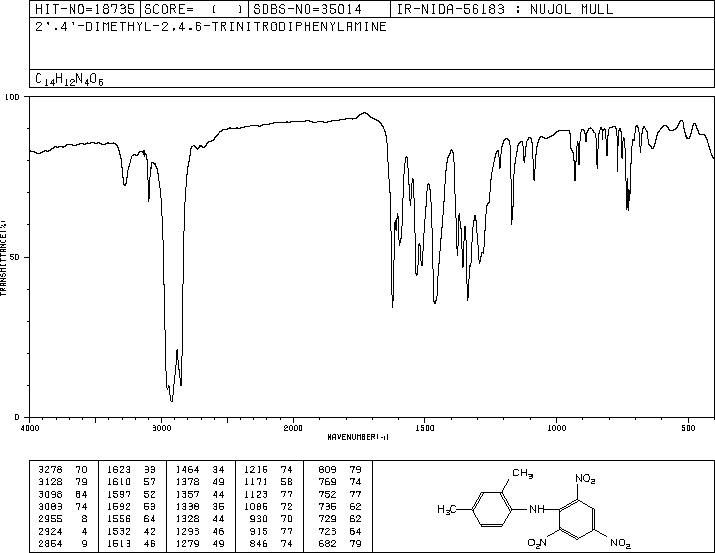 HIT-NO=18735 SCORE= ( ) SDBS-NO=35014 IR-NIDA-56183 : NUJOL MULL
2',4'-DIMETHYL-2,4,6-TRINITRODIPHENYLAMINE
C14H12N4O6
100
50
0
TRANSMITTANCE(%)
4000 3000 2000 1500 1000 500
WAVENUMBER(-1)
3278 70 1623 33 1464 34 1216 74 809 79
3128 79 1610 57 1378 49 1171 58 769 74
3098 64 1597 52 1357 44 1123 77 752 77
3083 74 1592 53 1338 35 1086 72 735 62
2955 8 1556 64 1328 44 930 70 729 62
2924 4 1532 42 1293 46 915 77 723 64
2854 9 1513 46 1279 49 846 74 682 79
CH3
NO2
H3C
NH
O2N
NO2